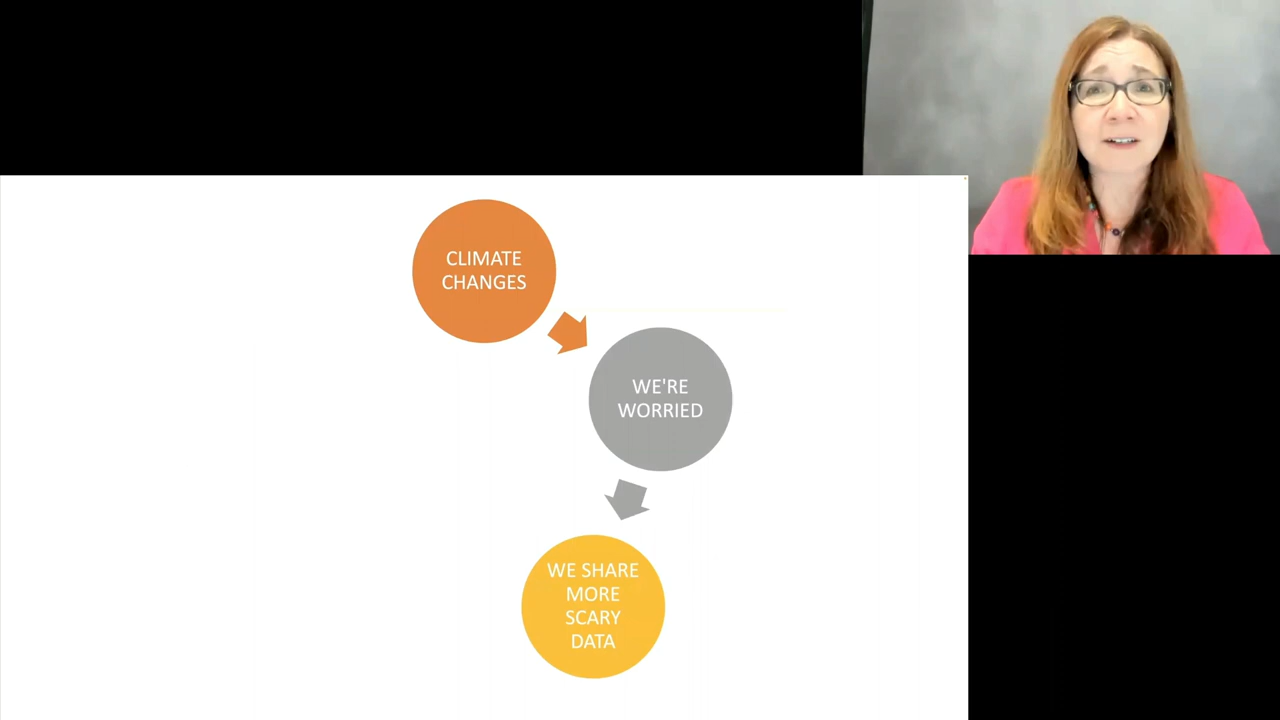 CLIMATE
CHANGES
WE'RE
WORRIED
WE SHARE
MORE
SCARY
DATA